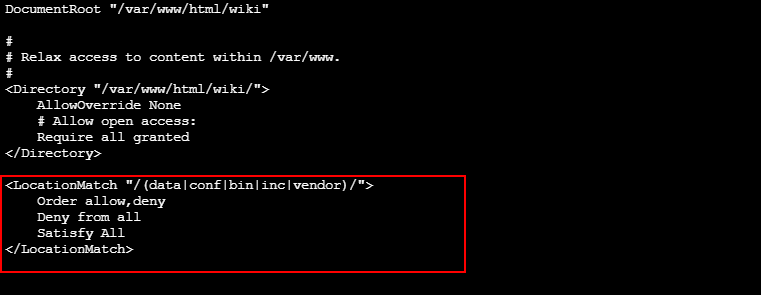 DocumentRoot "/var/www/html/wiki"
#
# Relax access to content within /var/www.
#
<Directory "/var/www/html/wiki/">
    AllowOverride None
    # Allow open access:
    Require all granted
</Directory>
<LocationMatch "/(data|conf|bin|inc|vendor)/">
    Order allow,deny
    Deny from all
    Satisfy All
</LocationMatch>